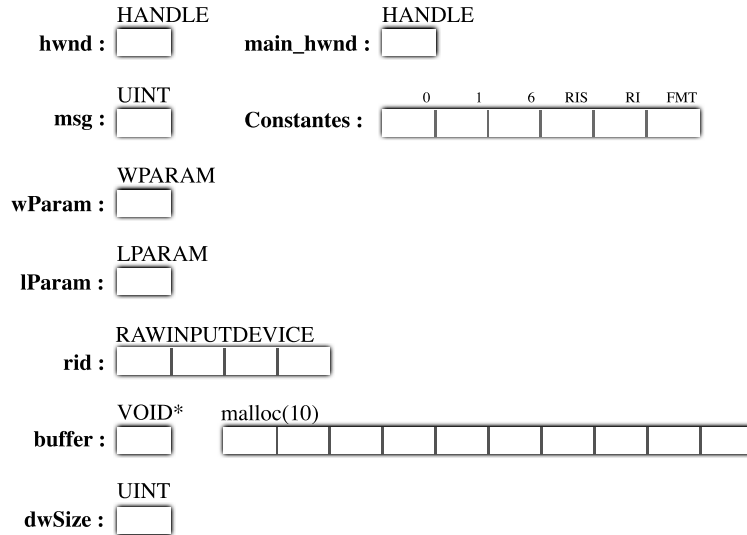 HANDLE HANDLE
hwnd : main_hwnd :
UINT
0 1 6 RIS RI FMT
msg : Constantes :
WPARAM
wParam :
LPARAM
lParam :
RAWINPUTDEVICE
rid :
VOID* malloc(10)
buffer :
UINT
dwSize :